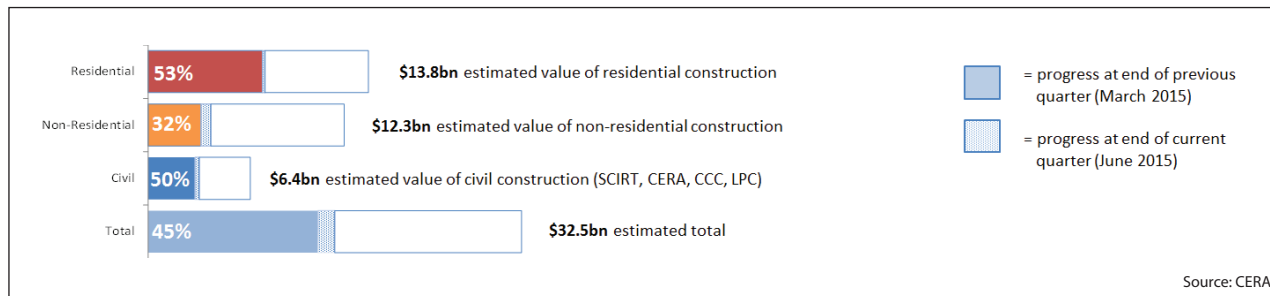 Residential
53%
$13.8bn estimated value of residential construction
Non-Residential
32%
$12.3bn estimated value of non-residential construction
Civil
50%
$6.4bn estimated value of civil construction (SCIRT, CERA, CCC, LPC)
Total
45%
$32.5bn estimated total
= progress at end of previous
quarter (March 2015)
= progress at end of current
quarter (June 2015)
Source: CERA